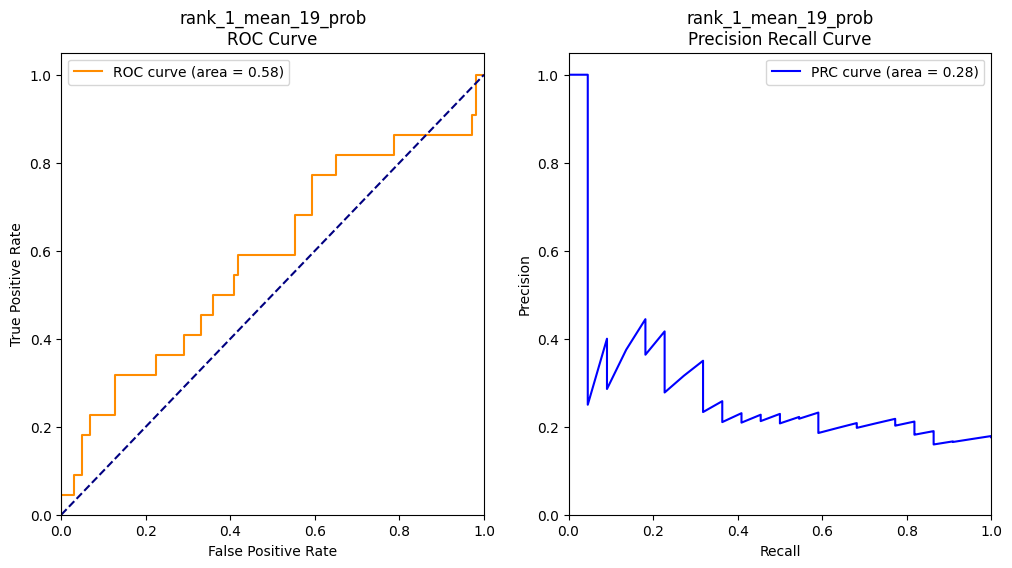 rank_1_mean_19_prob
ROC Curve
ROC curve (area = 0.58)
True Positive Rate
1.0
0.8
0.6
0.4
0.2
0.0
0.0 0.2 0.4 0.6 0.8 1.0
False Positive Rate
rank_1_mean_19_prob
Precision Recall Curve
PRC curve (area = 0.28)
Precision
1.0
0.8
0.6
0.4
0.2
0.0
0.0 0.2 0.4 0.6 0.8 1.0
Recall